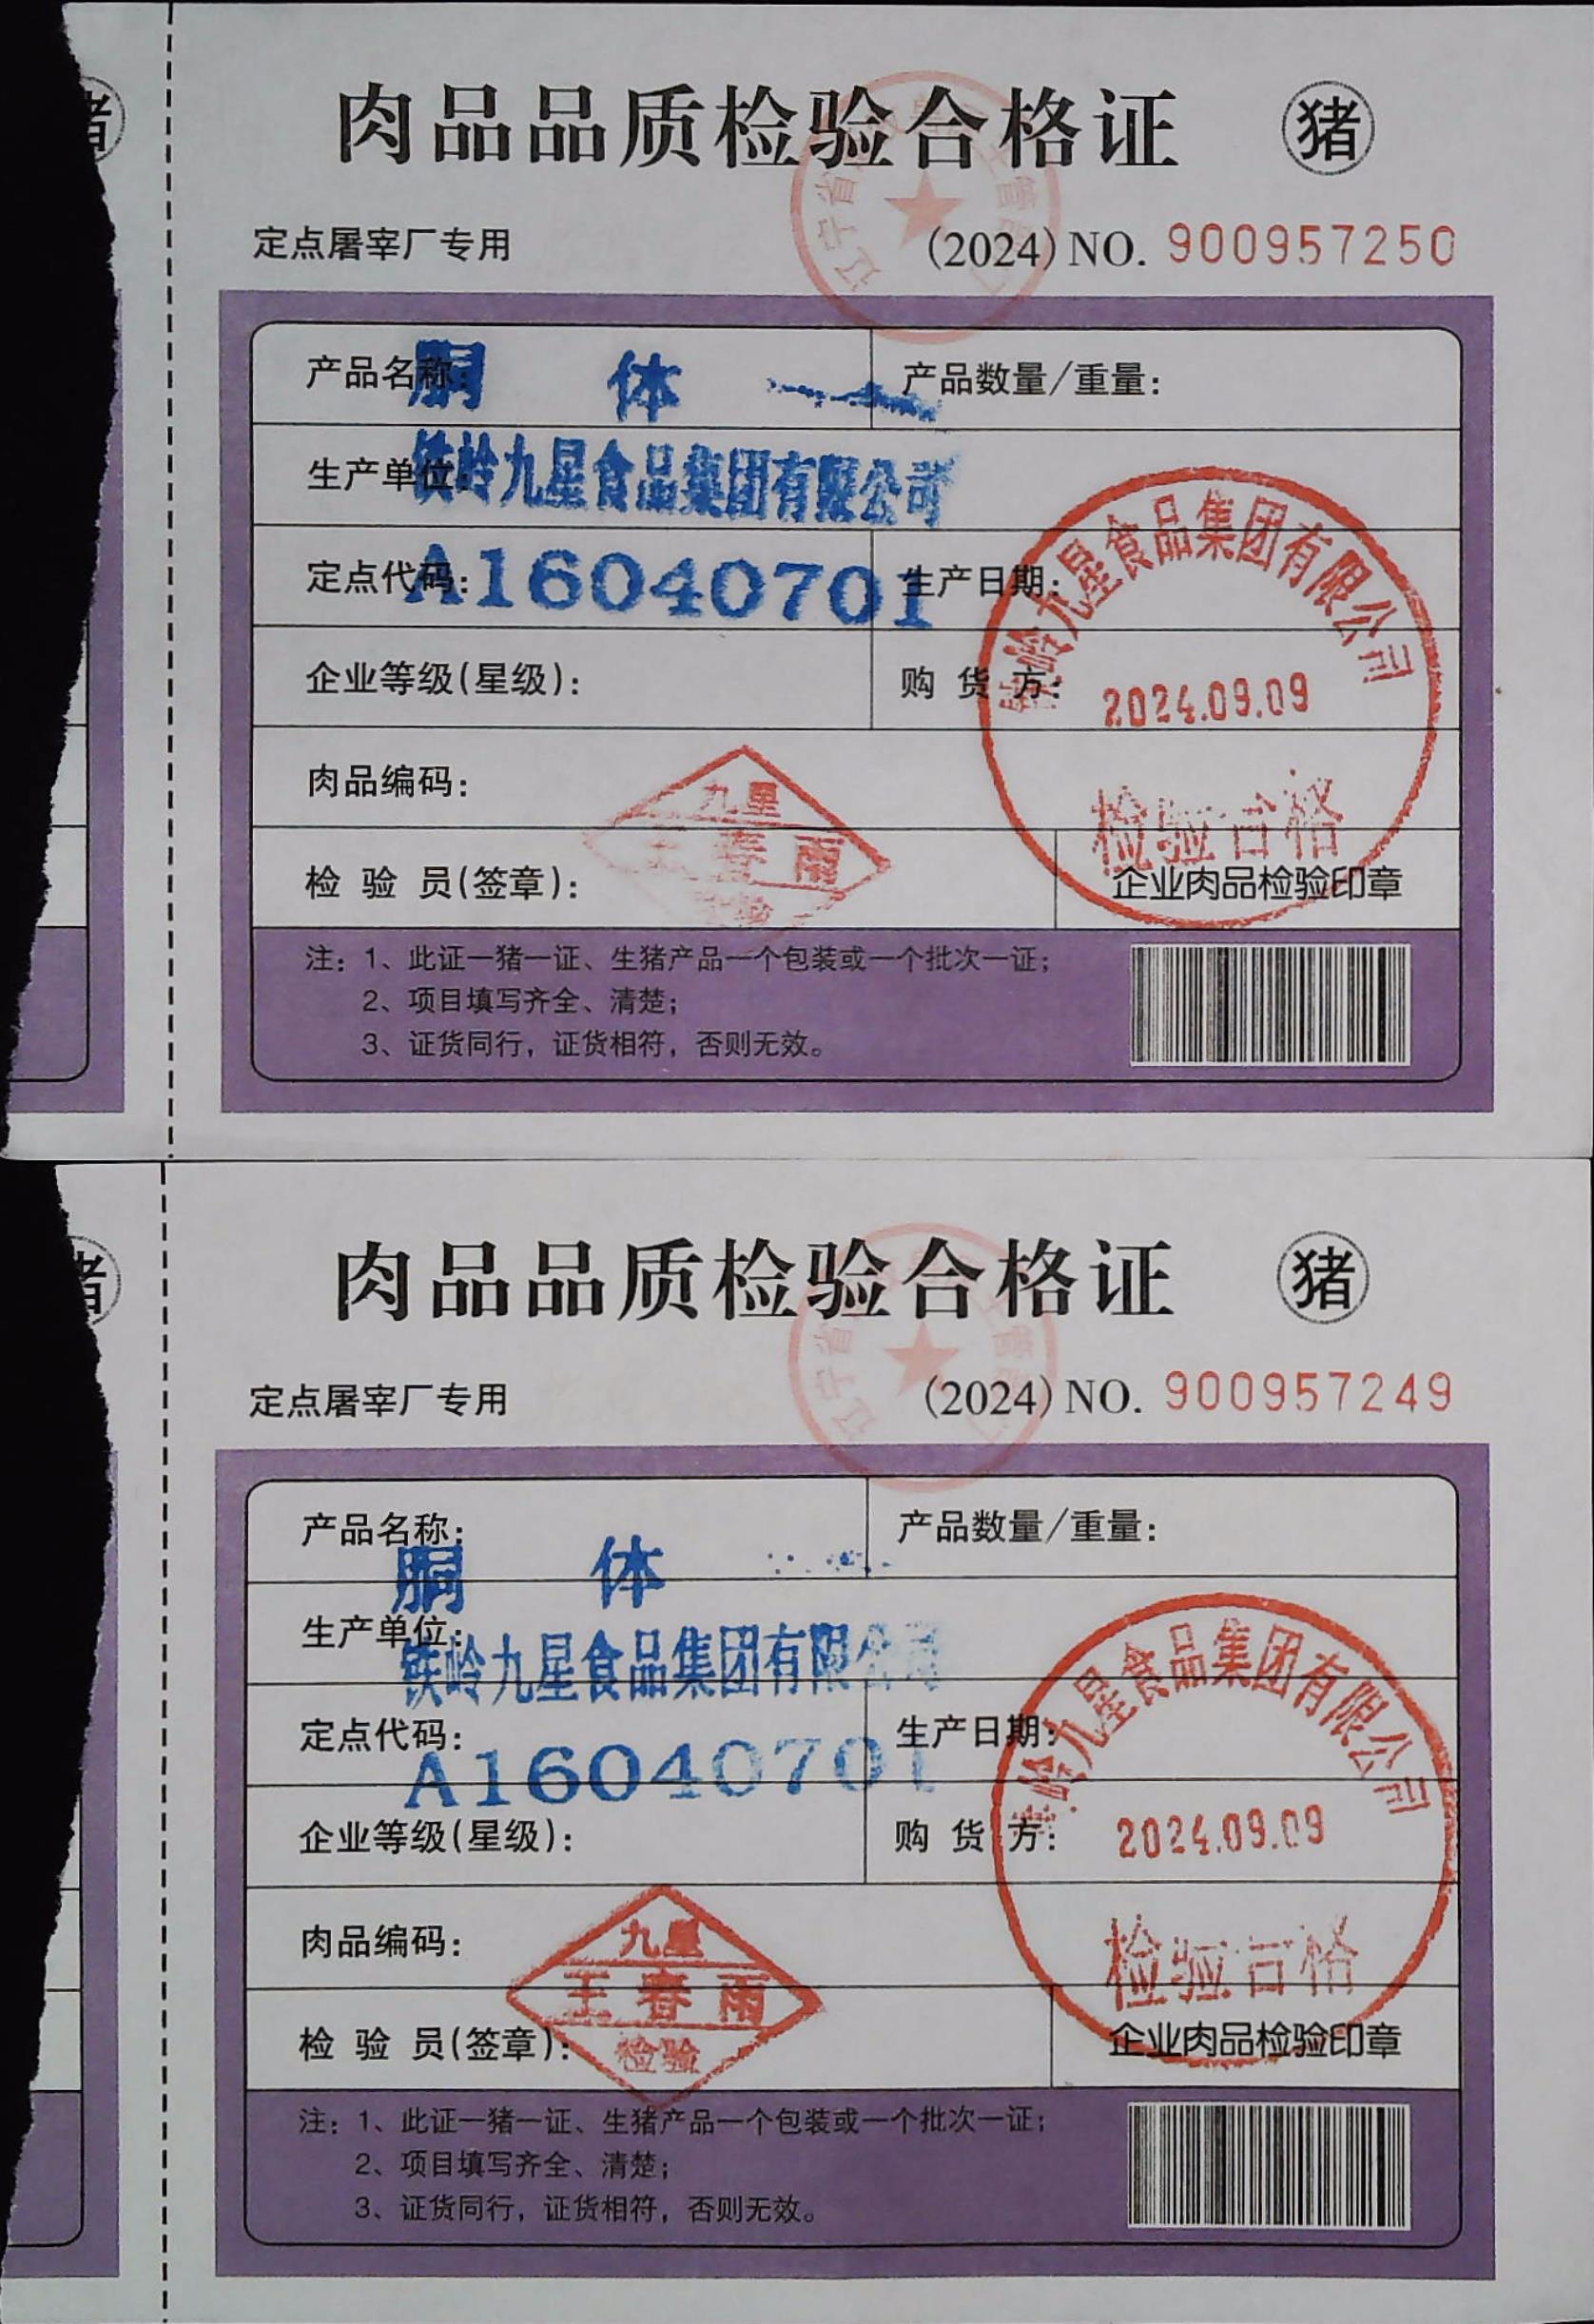 肉品品质检验合格证 猪
定点屠宰厂专用 (2024) NO. 900957250
产品名称: 胴 体 产品数量/重量:
生产单位: 铁岭九星食品集团有限公司
定点代码: A16040701 生产日期:
企业等级(星级): 购 货 方:
铁岭九星食品集团有限公司
2024.09.09
检验合格
肉品编码:
九星
王春雨
检验
检 验 员(签章): 企业肉品检验印章
注: 1、此证一猪一证、生猪产品一个包装或一个批次一证;
2、项目填写齐全、清楚;
3、证货同行, 证货相符, 否则无效。
猪
肉品品质检验合格证 猪
定点屠宰厂专用 (2024) NO. 900957249
产品名称: 胴 体 产品数量/重量:
生产单位: 铁岭九星食品集团有限公司
定点代码: A16040701 生产日期:
企业等级(星级): 购 货 方:
铁岭九星食品集团有限公司
2024.09.09
检验合格
肉品编码:
九星
王春雨
检验
检 验 员(签章): 企业肉品检验印章
注: 1、此证一猪一证、生猪产品一个包装或一个批次一证;
2、项目填写齐全、清楚;
3、证货同行, 证货相符, 否则无效。
猪